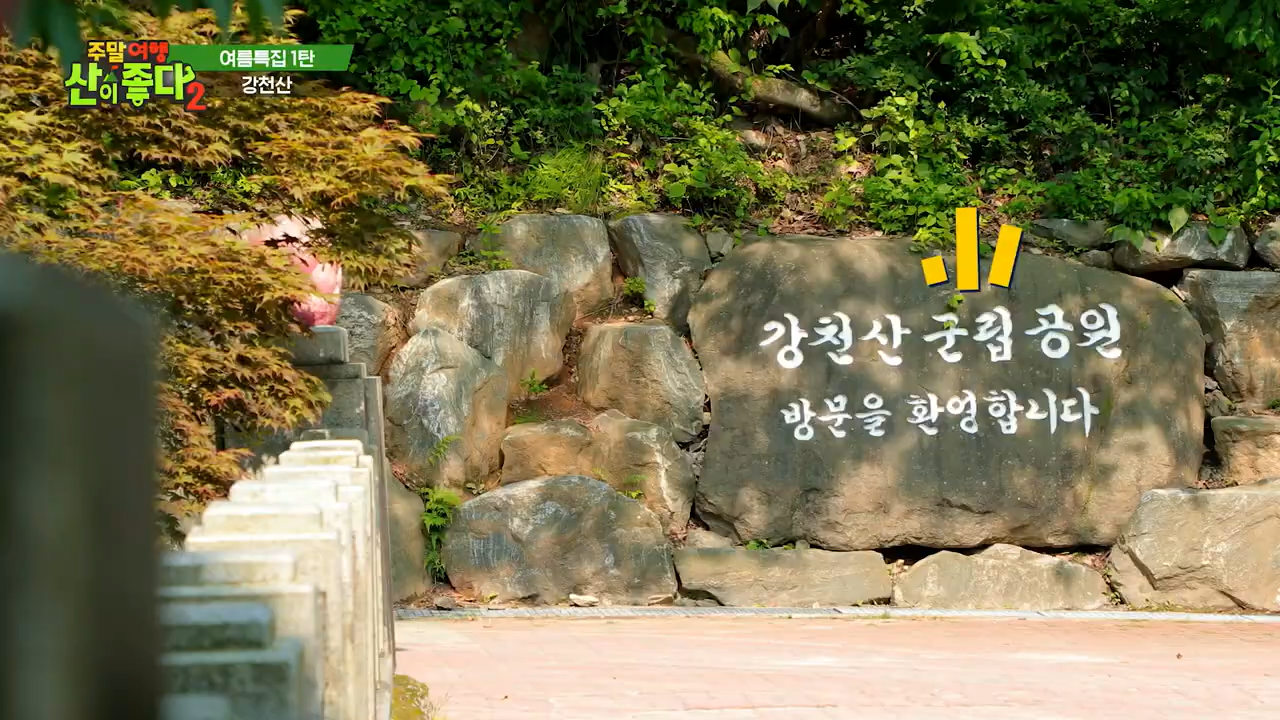 주말 여행
산이 좋다2
여름특집 1탄
강천산
강천산 군립 공원
방문을 환영합니다